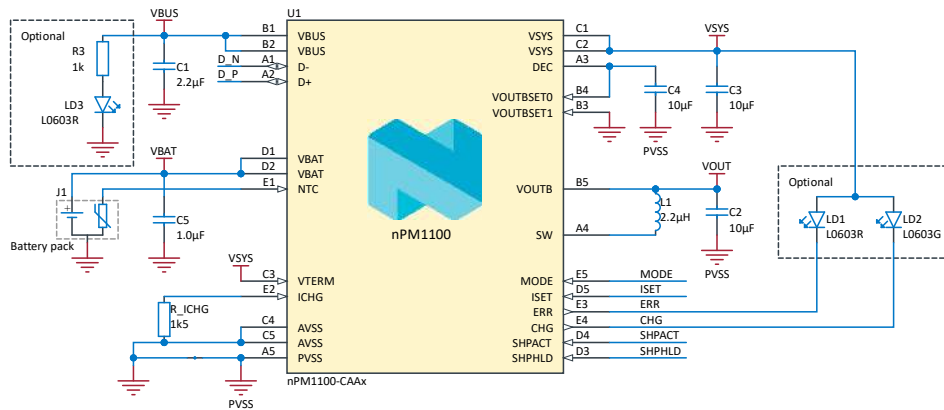 Optional
R3
1k
LD3
L0603R
VBUS
C1
2.2µF
D_N
D_P
B1
B2
A1
A2
VBAT
D1
D2
E1
J1
+
Battery pack
C5
1.0µF
VSYS
C3
E2
R_ICHG
1k5
C4
C5
A5
PVSS
U1
VBUS
VBUS
D-
D+
VBAT
VBAT
NTC
VTERM
ICHG
AVSS
AVSS
PVSS
nPM1100
VSYS
VSYS
DEC
VOUTBSET0
VOUTBSET1
VOUTB
SW
MODE
ISET
ERR
CHG
SHPACT
SHPHLD
nPM1100-CAAx
C1
C2
A3
B4
B3
B5
A4
E5
D5
E3
E4
D4
D3
VSYS
C4
10µF
PVSS
C3
10µF
VOUT
L1
2.2µH
C2
10µF
PVSS
MODE
ISET
ERR
CHG
SHPACT
SHPHLD
Optional
LD1
L0603R
LD2
L0603G